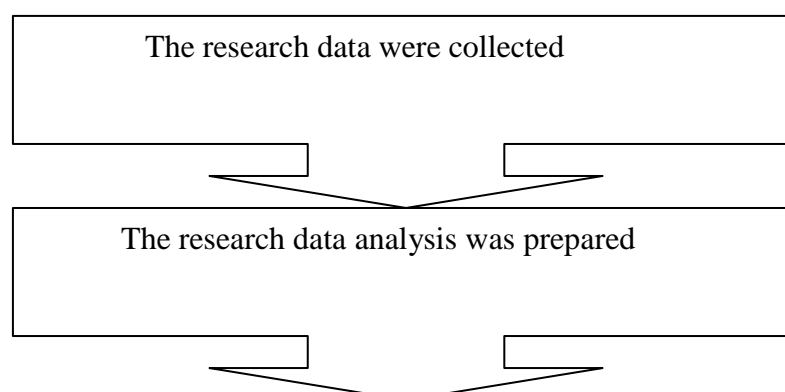 The research data were collected
The research data analysis was prepared